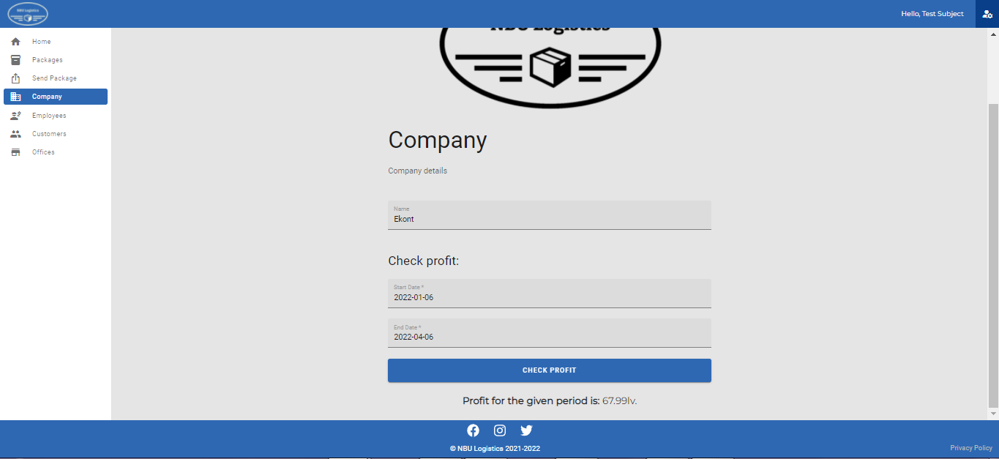 NBU Logistics
Hello, Test Subject
Home
Packages
Send Package
Company
Employees
Customers
Offices
NBU Logistics
Company
Company details
Name
Ekont
Check profit:
Start Date *
2022-01-06
End Date *
2022-04-06
CHECK PROFIT
Profit for the given period is: 67.99lv.
© NBU Logistics 2021-2022
Privacy Policy